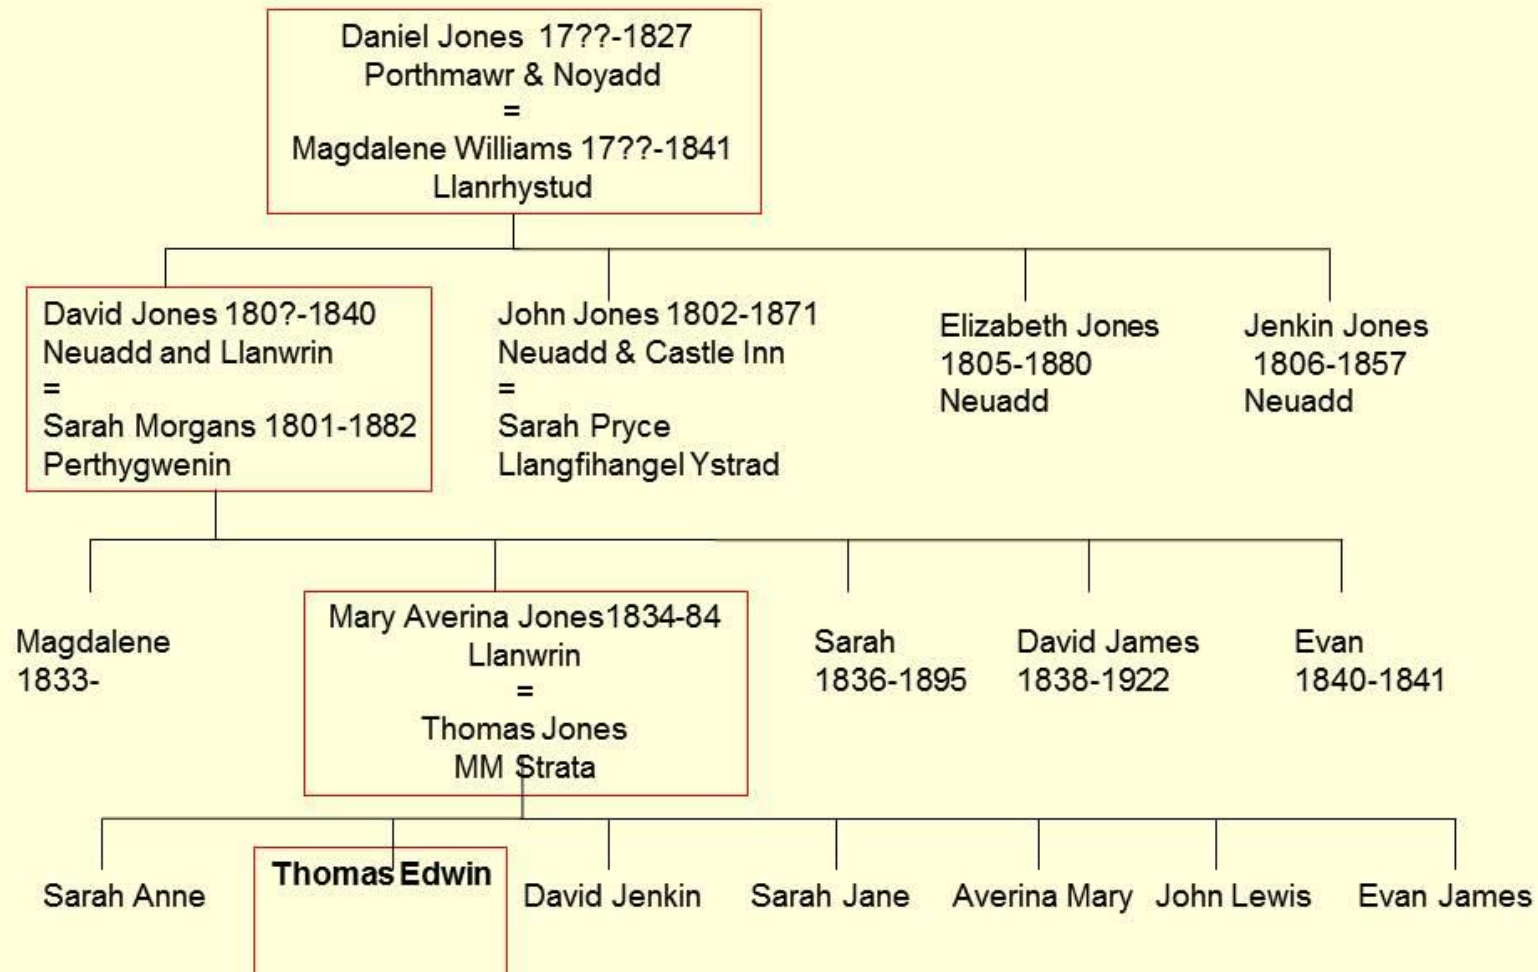 Daniel Jones 17??-1827
Porthmawr & Noyadd
=
Magdalene Williams 17??-1841
Llanrhystud
David Jones 180?-1840
Neuadd and Llanwrin
=
Sarah Morgans 1801-1882
Perthygwenin
John Jones 1802-1871
Neuadd & Castle Inn
=
Sarah Pryce
Llangfihangel Ystrad
Elizabeth Jones
1805-1880
Neuadd
Jenkin Jones
1806-1857
Neuadd
Magdalene
1833-
Mary Averina Jones1834-84
Llanwrin
=
Thomas Jones
MM Strata
Sarah
1836-1895
David James
1838-1922
Evan
1840-1841
Sarah Anne
Thomas Edwin
David Jenkin
Sarah Jane
Averina Mary
John Lewis
Evan James